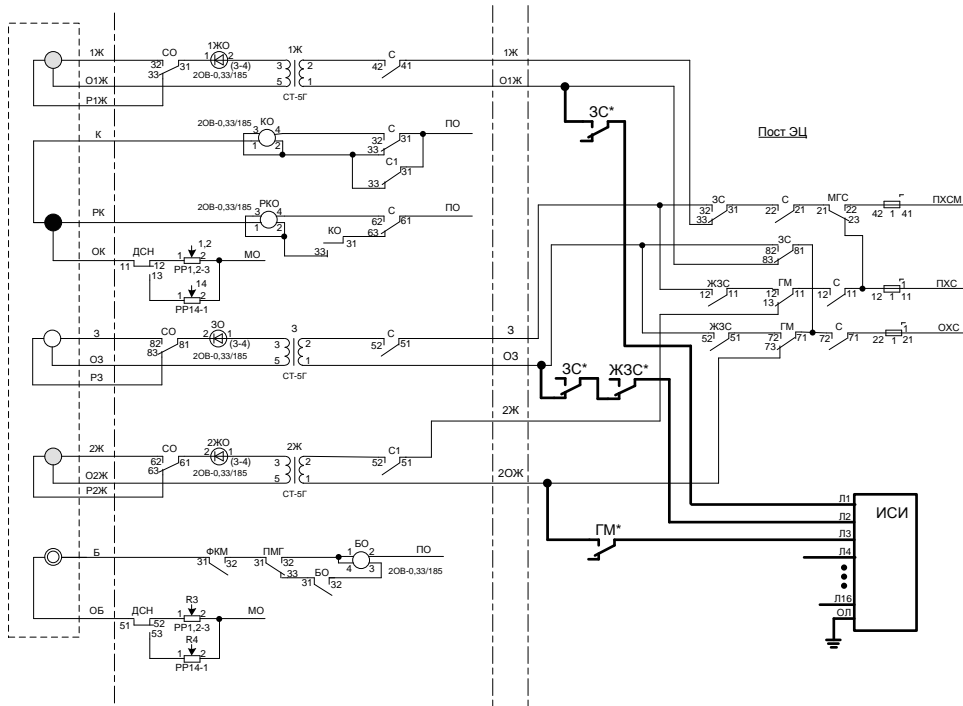 1Ж
32
33
СО
31
1ЖО
1 2
(3-4)
2ОВ-0,33/185
1Ж
3 2
5 1
СТ-5Г
С
42 41
1Ж
О1Ж
Р1Ж
О1Ж
ЗС*
Пост ЭЦ
К
2ОВ-0,33/185
КО
3 4
1 2
С
32 31
33
ПО
С1
33 31
РК
2ОВ-0,33/185
РКО
3 4
1 2
С
62 61
63
ПО
КО
33 31
ОК
11
ДСН
12
13
1,2
1 2
РР1,2-3
МО
14
1 2
РР14-1
ЗС
32 31
33
С
22 21
МГС
21 22
23
42 1 41
ПХСМ
ЗС
82 81
83
ЖЗС
12 11
ГМ
12 11
13
С
12 11
12 1 11
ПХС
ЖЗС
52 51
ГМ
72 71
73
С
72 71
1
22 1 21
ОХС
З
82
83
СО
81
ЗО
2 1
(3-4)
2ОВ-0,33/185
З
3 2
5 1
СТ-5Г
С
52 51
З
ОЗ
РЗ
ОЗ
ЗС*
ЖЗС*
2Ж
62
63
СО
61
2ЖО
2 1
(3-4)
2ОВ-0,33/185
2Ж
3 2
5 1
СТ-5Г
С1
52 51
2Ж
О2Ж
Р2Ж
2ОЖ
ГМ*
Л1
Л2
Л3
Л4
Л16
ОЛ
ИСИ
Б
ФКМ
31 32
ПМГ
31 32
33
БО
31 32
БО
1 2
4 3
ПО
2ОВ-0,33/185
ОБ
51
ДСН
52
53
R3
1 2
РР1,2-3
МО
R4
1 2
РР14-1